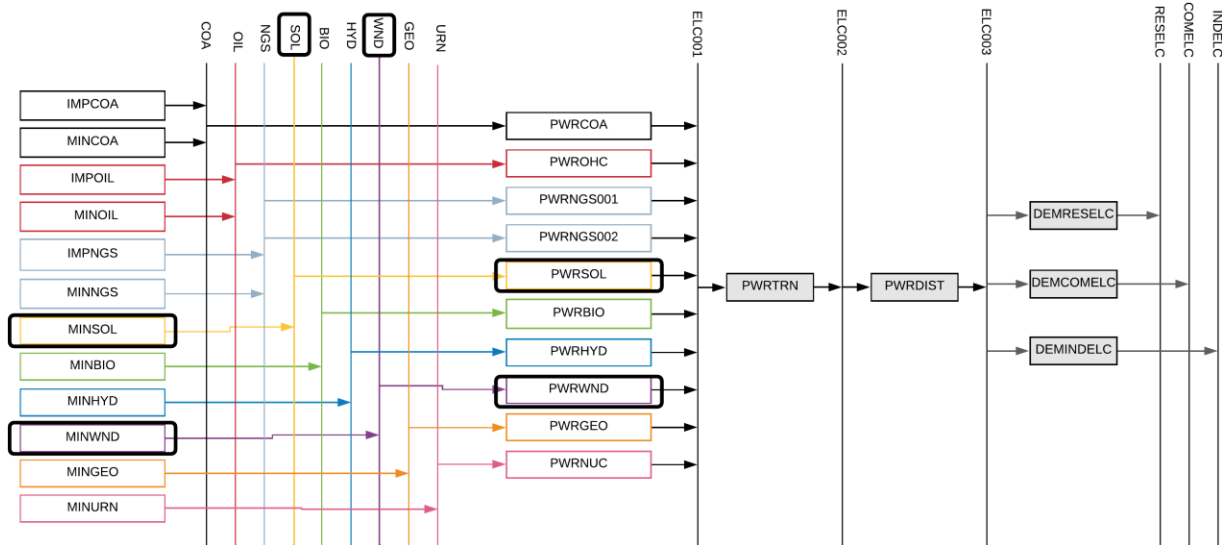 COA
OIL
NGS
SOL
BIO
HYD
WND
GEO
URN
ELC001
ELC002
ELC003
RESELC
COMELC
INDELC
IMPCOA
MINCOA
IMPOIL
MINOIL
IMPNGS
MINNGS
MINSOL
MINBIO
MINHYD
MINWND
MINGEO
MINURN
PWRCOA
PWROHC
PWRNGS001
PWRNGS002
PWRSOL
PWRBIO
PWRHYD
PWRWND
PWRGEO
PWRNUC
PWRTRN
PWRDIST
DEMRESELC
DEMCOMELC
DEMINDELC